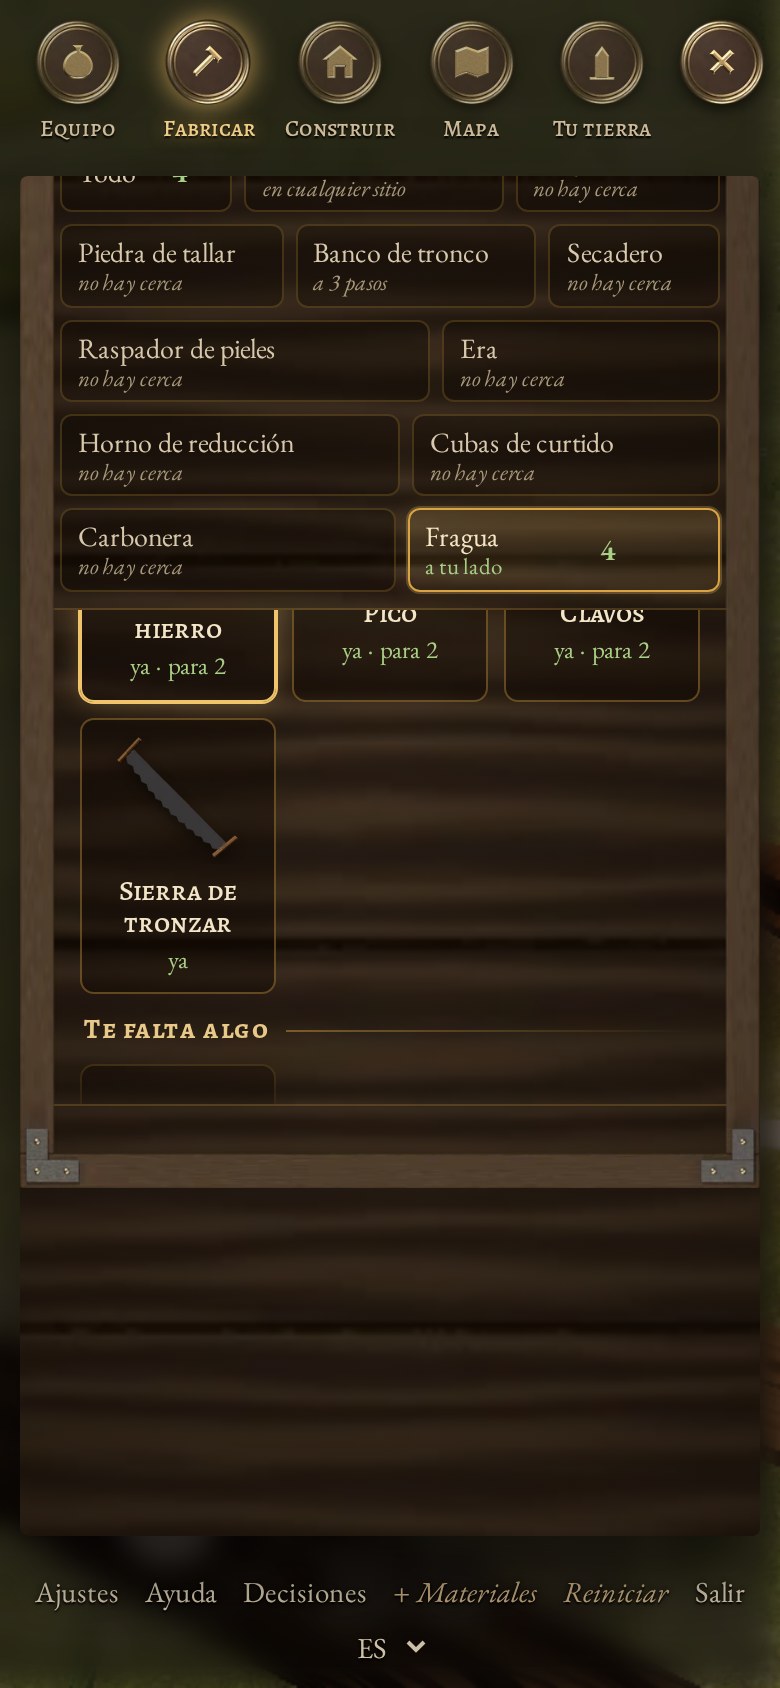 Equipo
Fabricar
Construir
Mapa
Tu tierra
Todo 4
en cualquier sitio
no hay cerca
Piedra de tallar
no hay cerca
Banco de tronco
a 3 pasos
Secadero
no hay cerca
Raspador de pieles
no hay cerca
Era
no hay cerca
Horno de reducción
no hay cerca
Cubas de curtido
no hay cerca
Carbonera
no hay cerca
Fragua
a tu lado
4
hierro
ya · para 2
Pico
ya · para 2
Clavos
ya · para 2
Sierra de
tronzar
ya
Te falta algo
Ajustes
Ayuda
Decisiones
+ Materiales
Reiniciar
Salir
ES